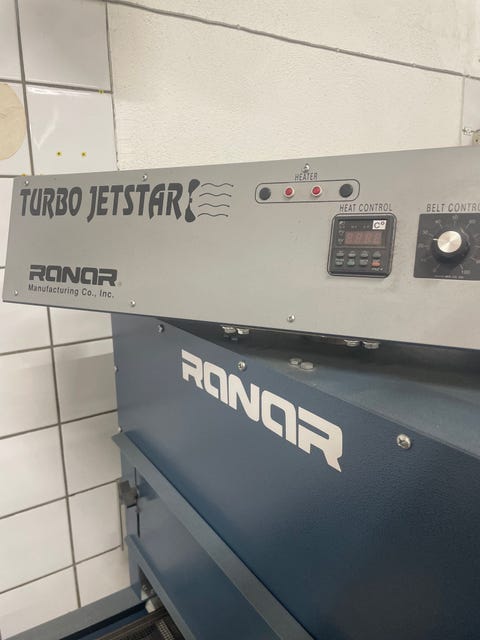 TURBO JETSTAR
HEATER
HEAT CONTROL
C°
BELT CONTRO
RANAR
Manufacturing Co., Inc.
RANAR